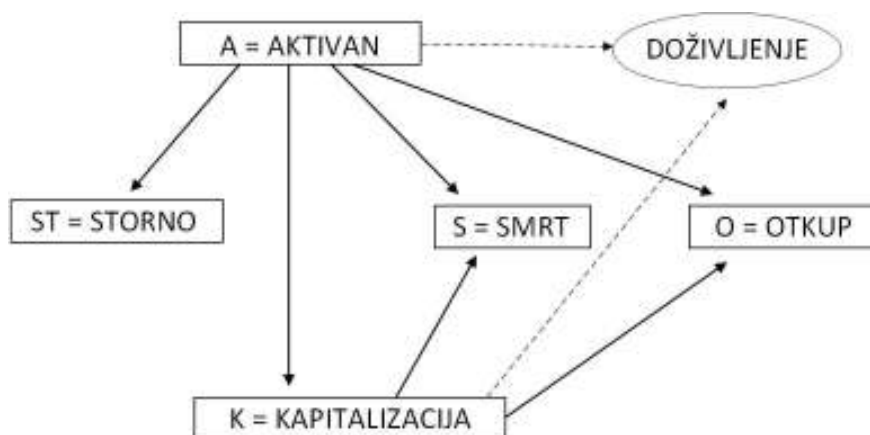 A = AKTIVAN
DOŽIVLJENJE
ST = STORNO
S = SMRT
O = OTKUP
K = KAPITALIZACIJA